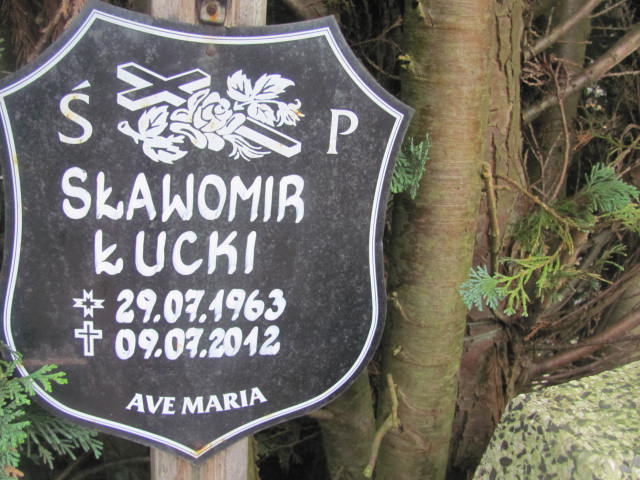 Ś P
SŁAWOMIR
ŁUCKI
29.07.1963
09.07.2012
AVE MARIA